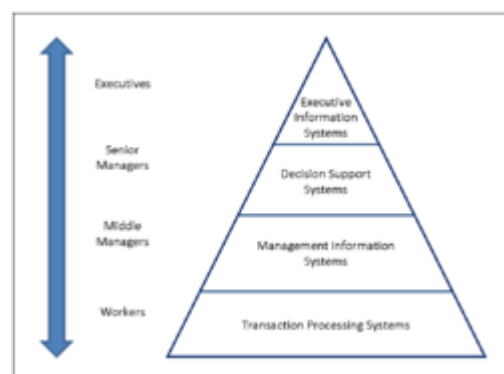 Executives
Executive
Information
Systems
Senior
Managers
Decision Support
Systems
Middle
Managers
Management Information
Systems
Workers
Transaction Processing Systems